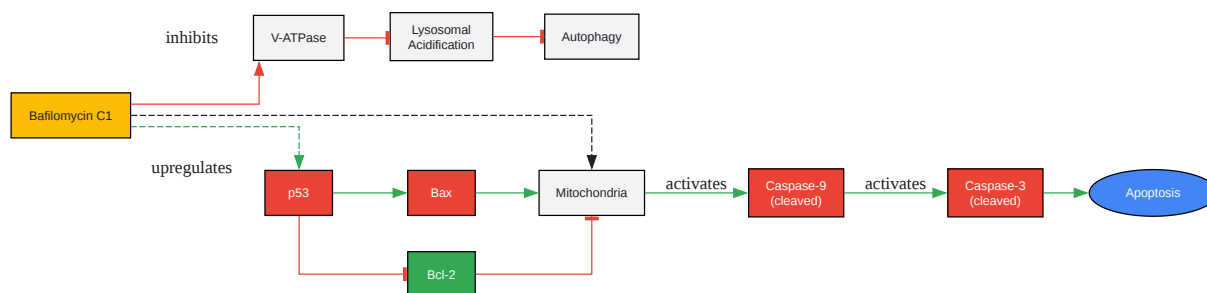 inhibits
V-ATPase
Lysosomal
Acidification
Autophagy
Bafilomycin C1
upregulates
p53
Bax
Mitochondria
activates
Caspase-9
(cleaved)
activates
Caspase-3
(cleaved)
Apoptosis
Bcl-2